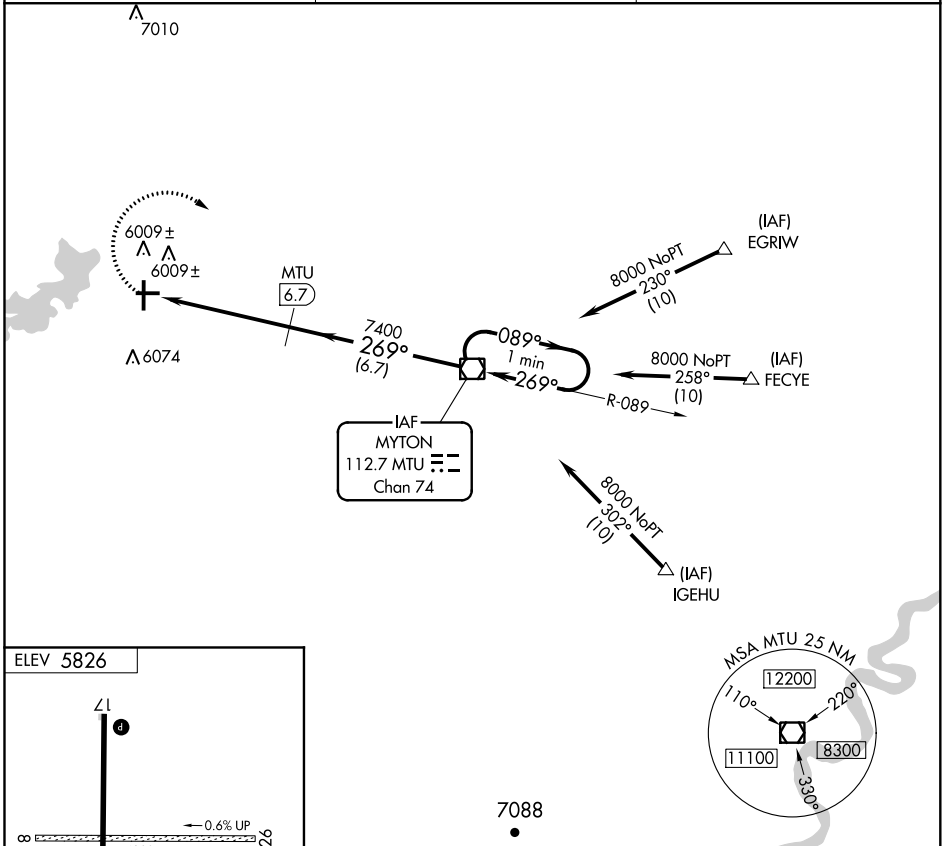 7010
6009±
6009±
6074
MTU
6.7
7400
269°
(6.7)
089°
1 min
269°
R-089
(IAF)
EGRIW
8000 NoPT
230°
(10)
8000 NoPT
258°
(10)
(IAF)
FECYE
8000 NoPT
302°
(10)
(IAF)
IGEHU
IAF
MYTON
112.7 MTU
Chan 74
MSA MTU 25 NM
12200
110°
220°
11100
8300
330°
ELEV 5826
17
P
0.6% UP
8
26
7088